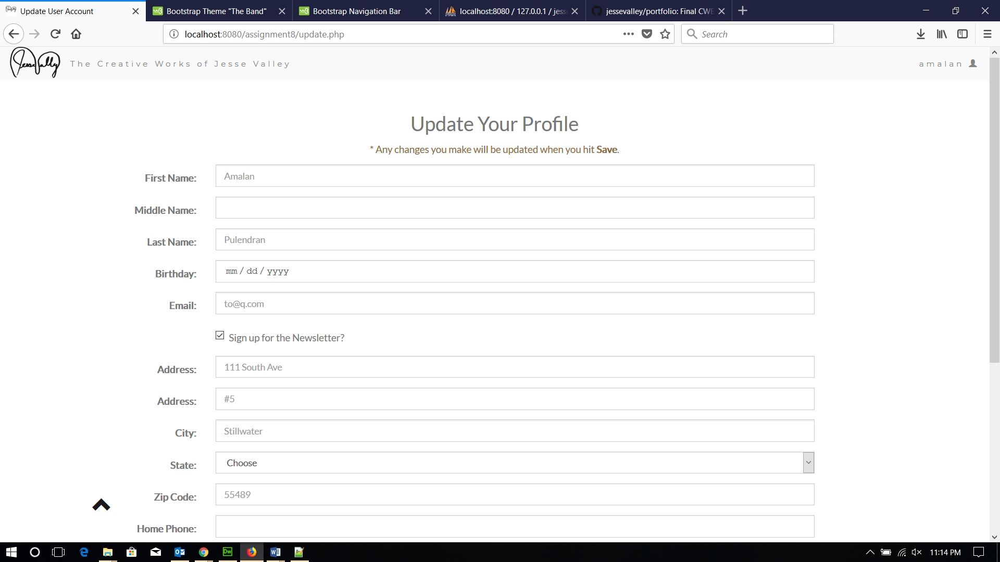 Update User Account
Bootstrap Theme "The Band"
Bootstrap Navigation Bar
localhost:8080 / 127.0.0.1 / jess
jessevalley/portfolio: Final CWE
localhost:8080/assignment8/update.php
Search
The Creative Works of Jesse Valley
amalan
Update Your Profile
* Any changes you make will be updated when you hit Save.
First Name:
Amalan
Middle Name:
Last Name:
Pulendran
Birthday:
mm / dd / yyyy
Email:
to@q.com
Sign up for the Newsletter?
Address:
111 South Ave
Address:
#5
City:
Stillwater
State:
Choose
Zip Code:
55489
Home Phone:
11:14 PM